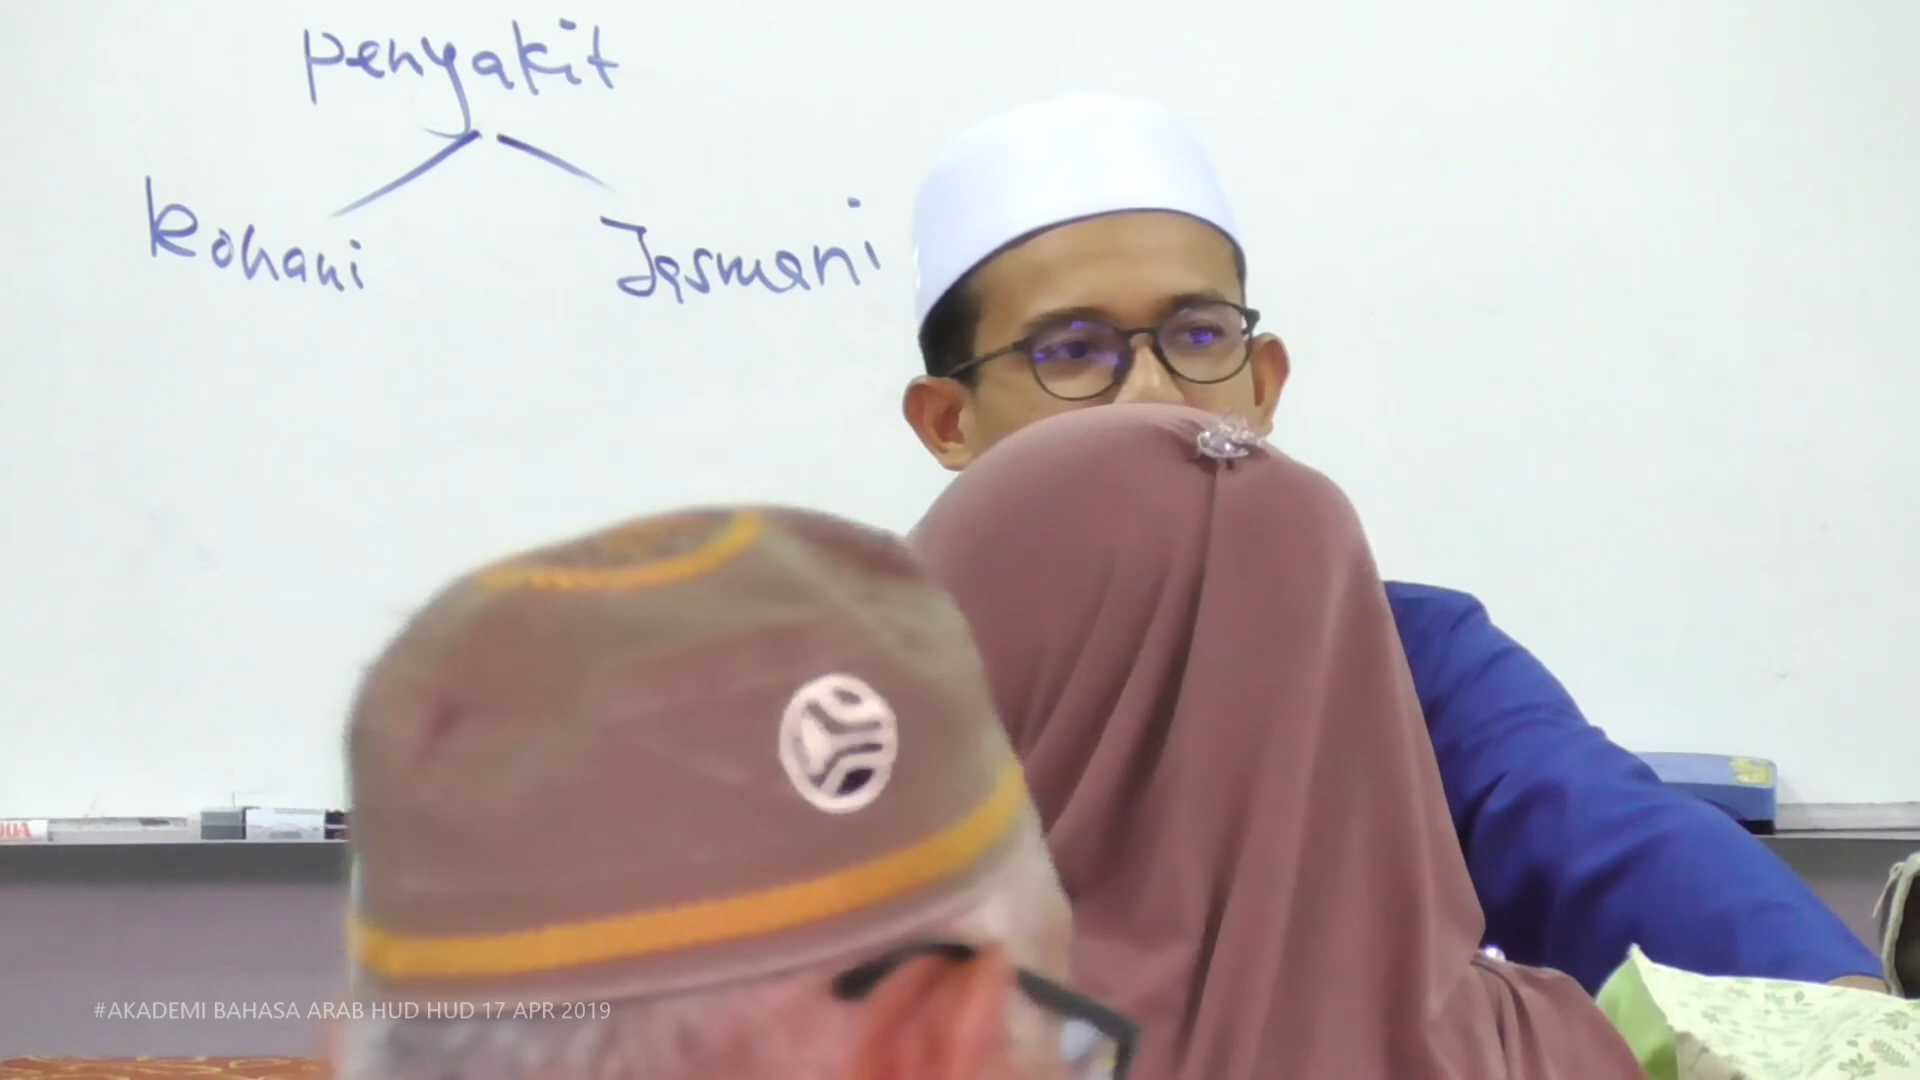 Penyakit
Rohani Jasmani
#AKADEMI BAHASA ARAB HUD HUD 17 APR 2019